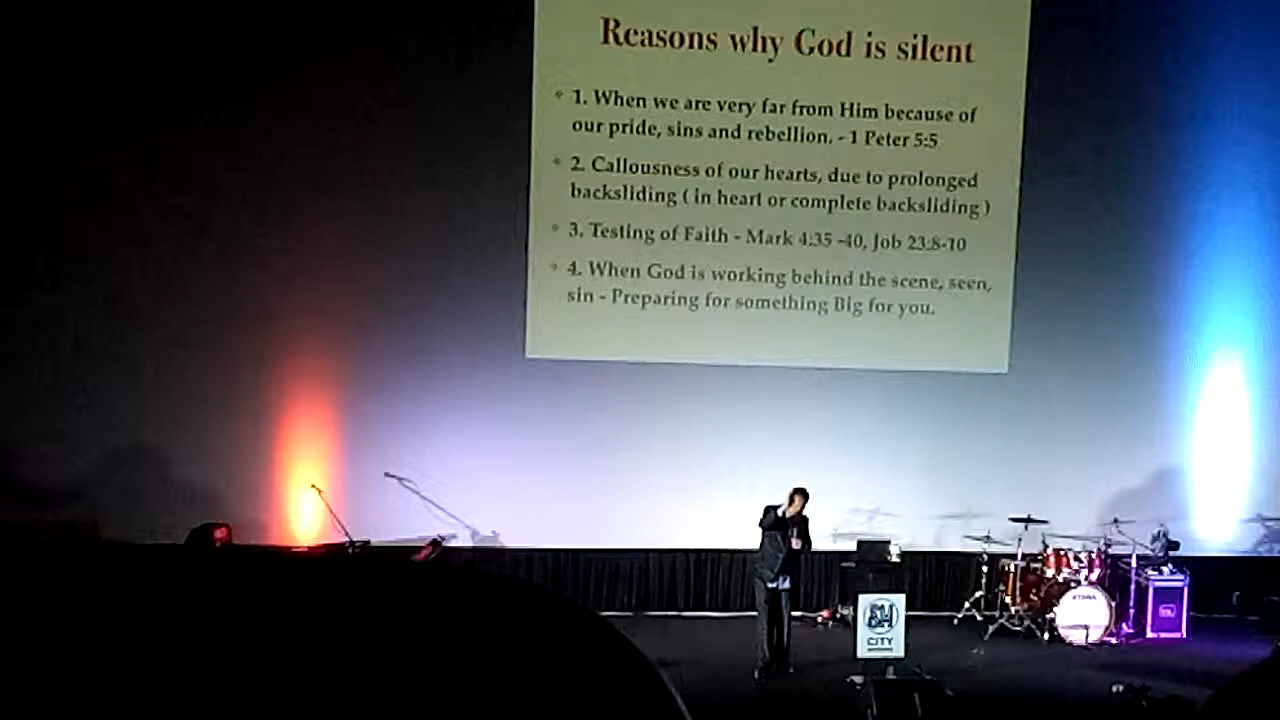 Reasons why God is silent
1. When we are very far from Him because of
our pride, sins and rebellion. - 1 Peter 5:5
2. Callousness of our hearts, due to prolonged
backsliding ( in heart or complete backsliding )
3. Testing of Faith - Mark 4:35 -40, Job 23:8-10
4. When God is working behind the scene, seen,
sin - Preparing for something Big for you.
SM
CITY
TAMA